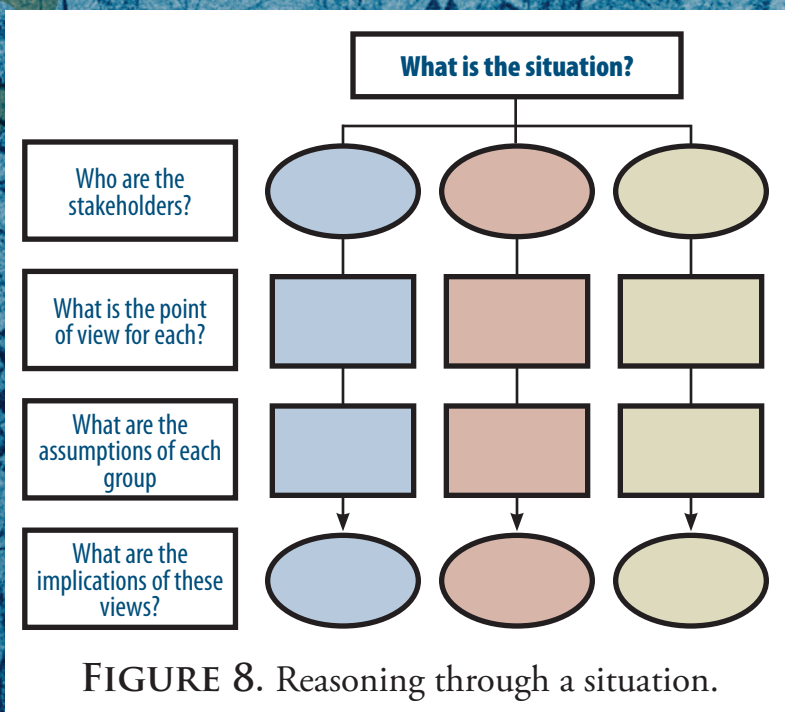 What is the situation?
Who are the
stakeholders?
What is the point
of view for each?
What are the
assumptions of each
group
What are the
implications of these
views?
FIGURE 8. Reasoning through a situation.